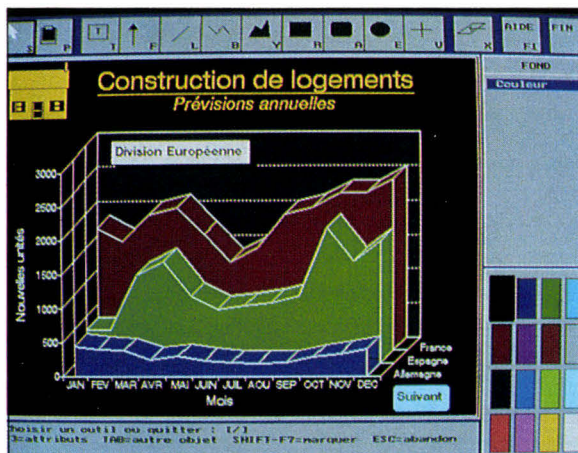 S P T F L B Y R A E U X AIDE F1 FIN
FOND
Couleur
Construction de logements
Prévisions annuelles
Division Européenne
3000
2500
2000
1500
1000
500
0
Nouvelles unités
JAN FEV MAR AVR MAI JUIN JUIL AOU SEP OCT NOV DEC
Mois
France
Espagne
Allemagne
Suivant
hoisir un outil ou quitter : 1/1
3=attributs TAB=autre objet SHIFT-F7=marquer ESC=abandon